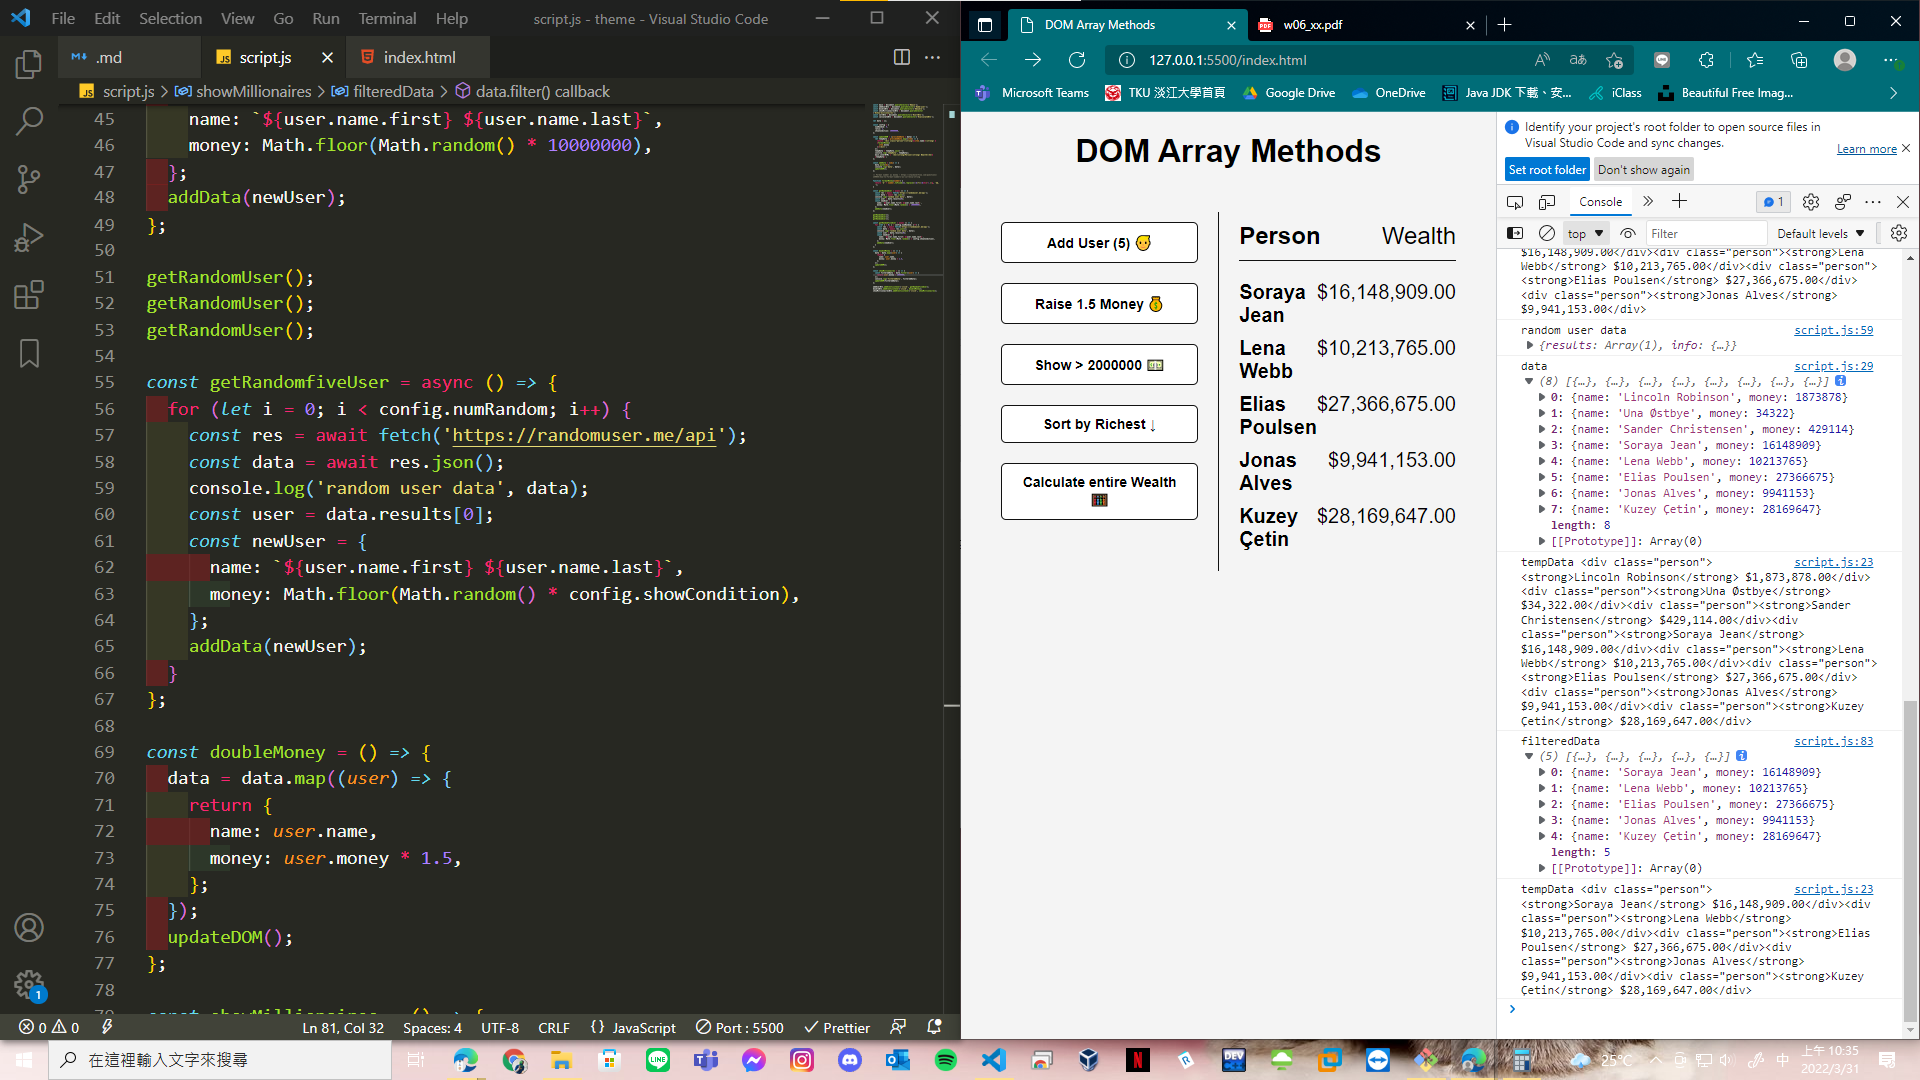 File Edit Selection View Go Run Terminal Help script.js - theme - Visual Studio Code
.md script.js index.html
script.js > showMillionaires > filteredData > data.filter() callback
45 name: `${user.name.first} ${user.name.last}`,
46 money: Math.floor(Math.random() * 10000000),
47 };
48 addData(newUser);
49 };
50
51 getRandomUser();
52 getRandomUser();
53 getRandomUser();
54
55 const getRandomfiveUser = async () => {
56 for (let i = 0; i < config.numRandom; i++) {
57 const res = await fetch('https://randomuser.me/api');
58 const data = await res.json();
59 console.log('random user data', data);
60 const user = data.results[0];
61 const newUser = {
62 name: `${user.name.first} ${user.name.last}`,
63 money: Math.floor(Math.random() * config.showCondition),
64 };
65 addData(newUser);
66 }
67 };
68
69 const doubleMoney = () => {
70 data = data.map((user) => {
71 return {
72 name: user.name,
73 money: user.money * 1.5,
74 };
75 });
76 updateDOM();
77 };
78
0 0 Ln 81, Col 32 Spaces: 4 UTF-8 CRLF {} JavaScript Port : 5500 Prettier
DOM Array Methods w06_xx.pdf
127.0.0.1:5500/index.html
Microsoft Teams TKU 淡江大學首頁 Google Drive OneDrive Java JDK 下載、安... iClass Beautiful Free Imag...
DOM Array Methods
Add User (5)
Raise 1.5 Money
Show > 2000000
Sort by Richest ↓
Calculate entire Wealth
Person Wealth
Soraya Jean $16,148,909.00
Lena Webb $10,213,765.00
Elias Poulsen $27,366,675.00
Jonas Alves $9,941,153.00
Kuzey Çetin $28,169,647.00
Identify your project's root folder to open source files in
Visual Studio Code and sync changes.
Learn more
Set root folder Don't show again
Console 1
top Filter Default levels
$16,148,909.00</div><div class="person"><strong>Lena
Webb</strong> $10,213,765.00</div><div class="person">
<strong>Elias Poulsen</strong> $27,366,675.00</div>
<div class="person"><strong>Jonas Alves</strong>
$9,941,153.00</div>
random user data script.js:59
{results: Array(1), info: {…}}
data script.js:29
(8) [{…}, {…}, {…}, {…}, {…}, {…}, {…}, {…}]
0: {name: 'Lincoln Robinson', money: 1873878}
1: {name: 'Una Østbye', money: 34322}
2: {name: 'Sander Christensen', money: 429114}
3: {name: 'Soraya Jean', money: 16148909}
4: {name: 'Lena Webb', money: 10213765}
5: {name: 'Elias Poulsen', money: 27366675}
6: {name: 'Jonas Alves', money: 9941153}
7: {name: 'Kuzey Çetin', money: 28169647}
length: 8
[[Prototype]]: Array(0)
tempData <div class="person"> script.js:23
<strong>Lincoln Robinson</strong> $1,873,878.00</div>
<div class="person"><strong>Una Østbye</strong>
$34,322.00</div><div class="person"><strong>Sander
Christensen</strong> $429,114.00</div><div
class="person"><strong>Soraya Jean</strong>
$16,148,909.00</div><div class="person"><strong>Lena
Webb</strong> $10,213,765.00</div><div class="person">
<strong>Elias Poulsen</strong> $27,366,675.00</div>
<div class="person"><strong>Jonas Alves</strong>
$9,941,153.00</div><div class="person"><strong>Kuzey
Çetin</strong> $28,169,647.00</div>
filteredData script.js:83
(5) [{…}, {…}, {…}, {…}, {…}]
0: {name: 'Soraya Jean', money: 16148909}
1: {name: 'Lena Webb', money: 10213765}
2: {name: 'Elias Poulsen', money: 27366675}
3: {name: 'Jonas Alves', money: 9941153}
4: {name: 'Kuzey Çetin', money: 28169647}
length: 5
[[Prototype]]: Array(0)
tempData <div class="person"> script.js:23
<strong>Soraya Jean</strong> $16,148,909.00</div><div
class="person"><strong>Lena Webb</strong>
$10,213,765.00</div><div class="person"><strong>Elias
Poulsen</strong> $27,366,675.00</div><div
class="person"><strong>Jonas Alves</strong>
$9,941,153.00</div><div class="person"><strong>Kuzey
Çetin</strong> $28,169,647.00</div>
在這裡輸入文字來搜尋
25°C 中 上午 10:35
2022/3/31